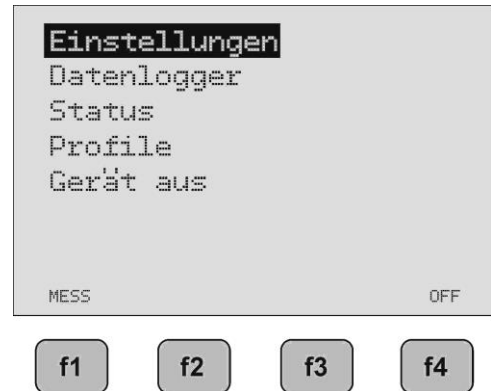 Einstellungen
Datenlogger
Status
Profile
Gerät aus
MESS OFF
f1 f2 f3 f4